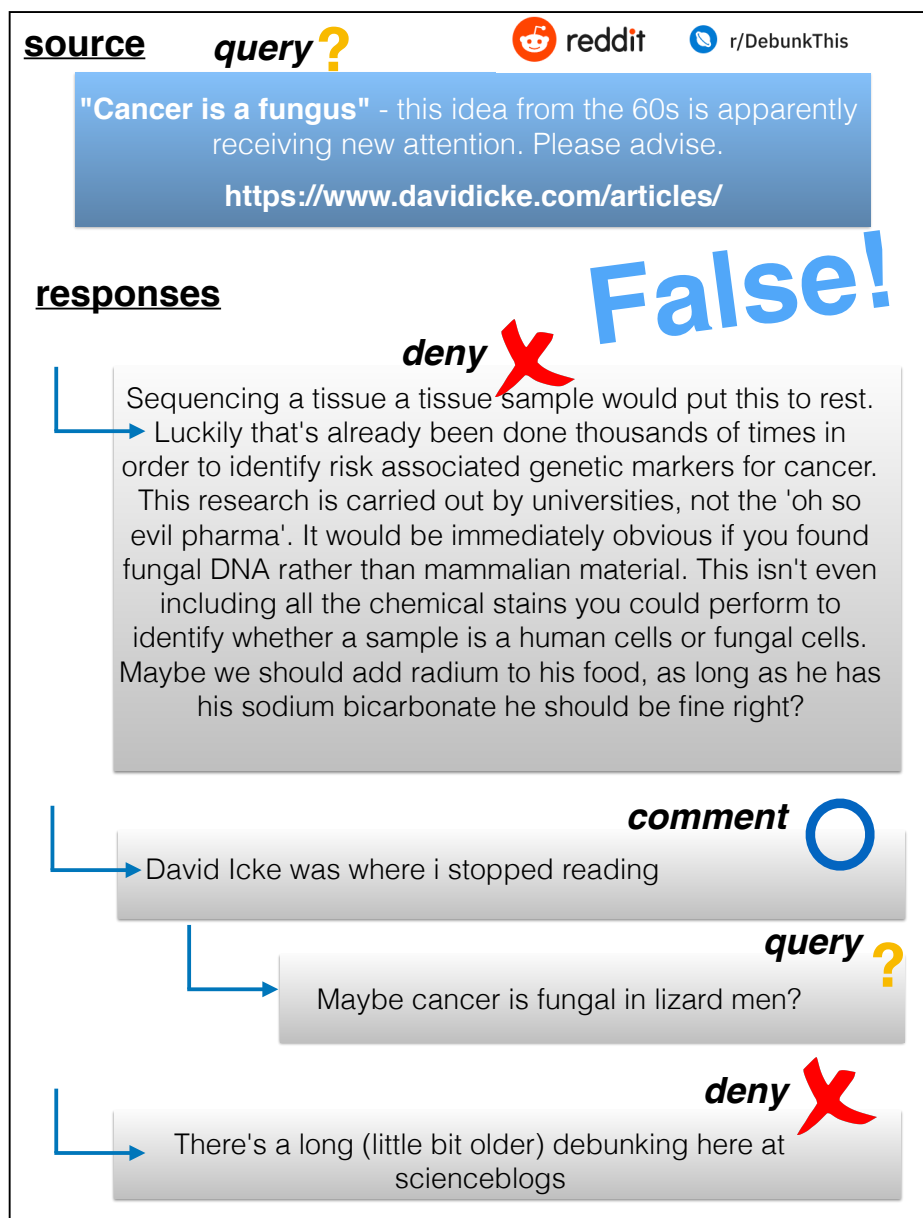 source
query ?
reddit
r/DebunkThis
"Cancer is a fungus" - this idea from the 60s is apparently
receiving new attention. Please advise.
https://www.davidicke.com/articles/
False!
responses
deny
Sequencing a tissue a tissue sample would put this to rest.
Luckily that's already been done thousands of times in
order to identify risk associated genetic markers for cancer.
This research is carried out by universities, not the 'oh so
evil pharma'. It would be immediately obvious if you found
fungal DNA rather than mammalian material. This isn't even
including all the chemical stains you could perform to
identify whether a sample is a human cells or fungal cells.
Maybe we should add radium to his food, as long as he has
his sodium bicarbonate he should be fine right?
comment
David Icke was where i stopped reading
query ?
Maybe cancer is fungal in lizard men?
deny
There's a long (little bit older) debunking here at
scienceblogs